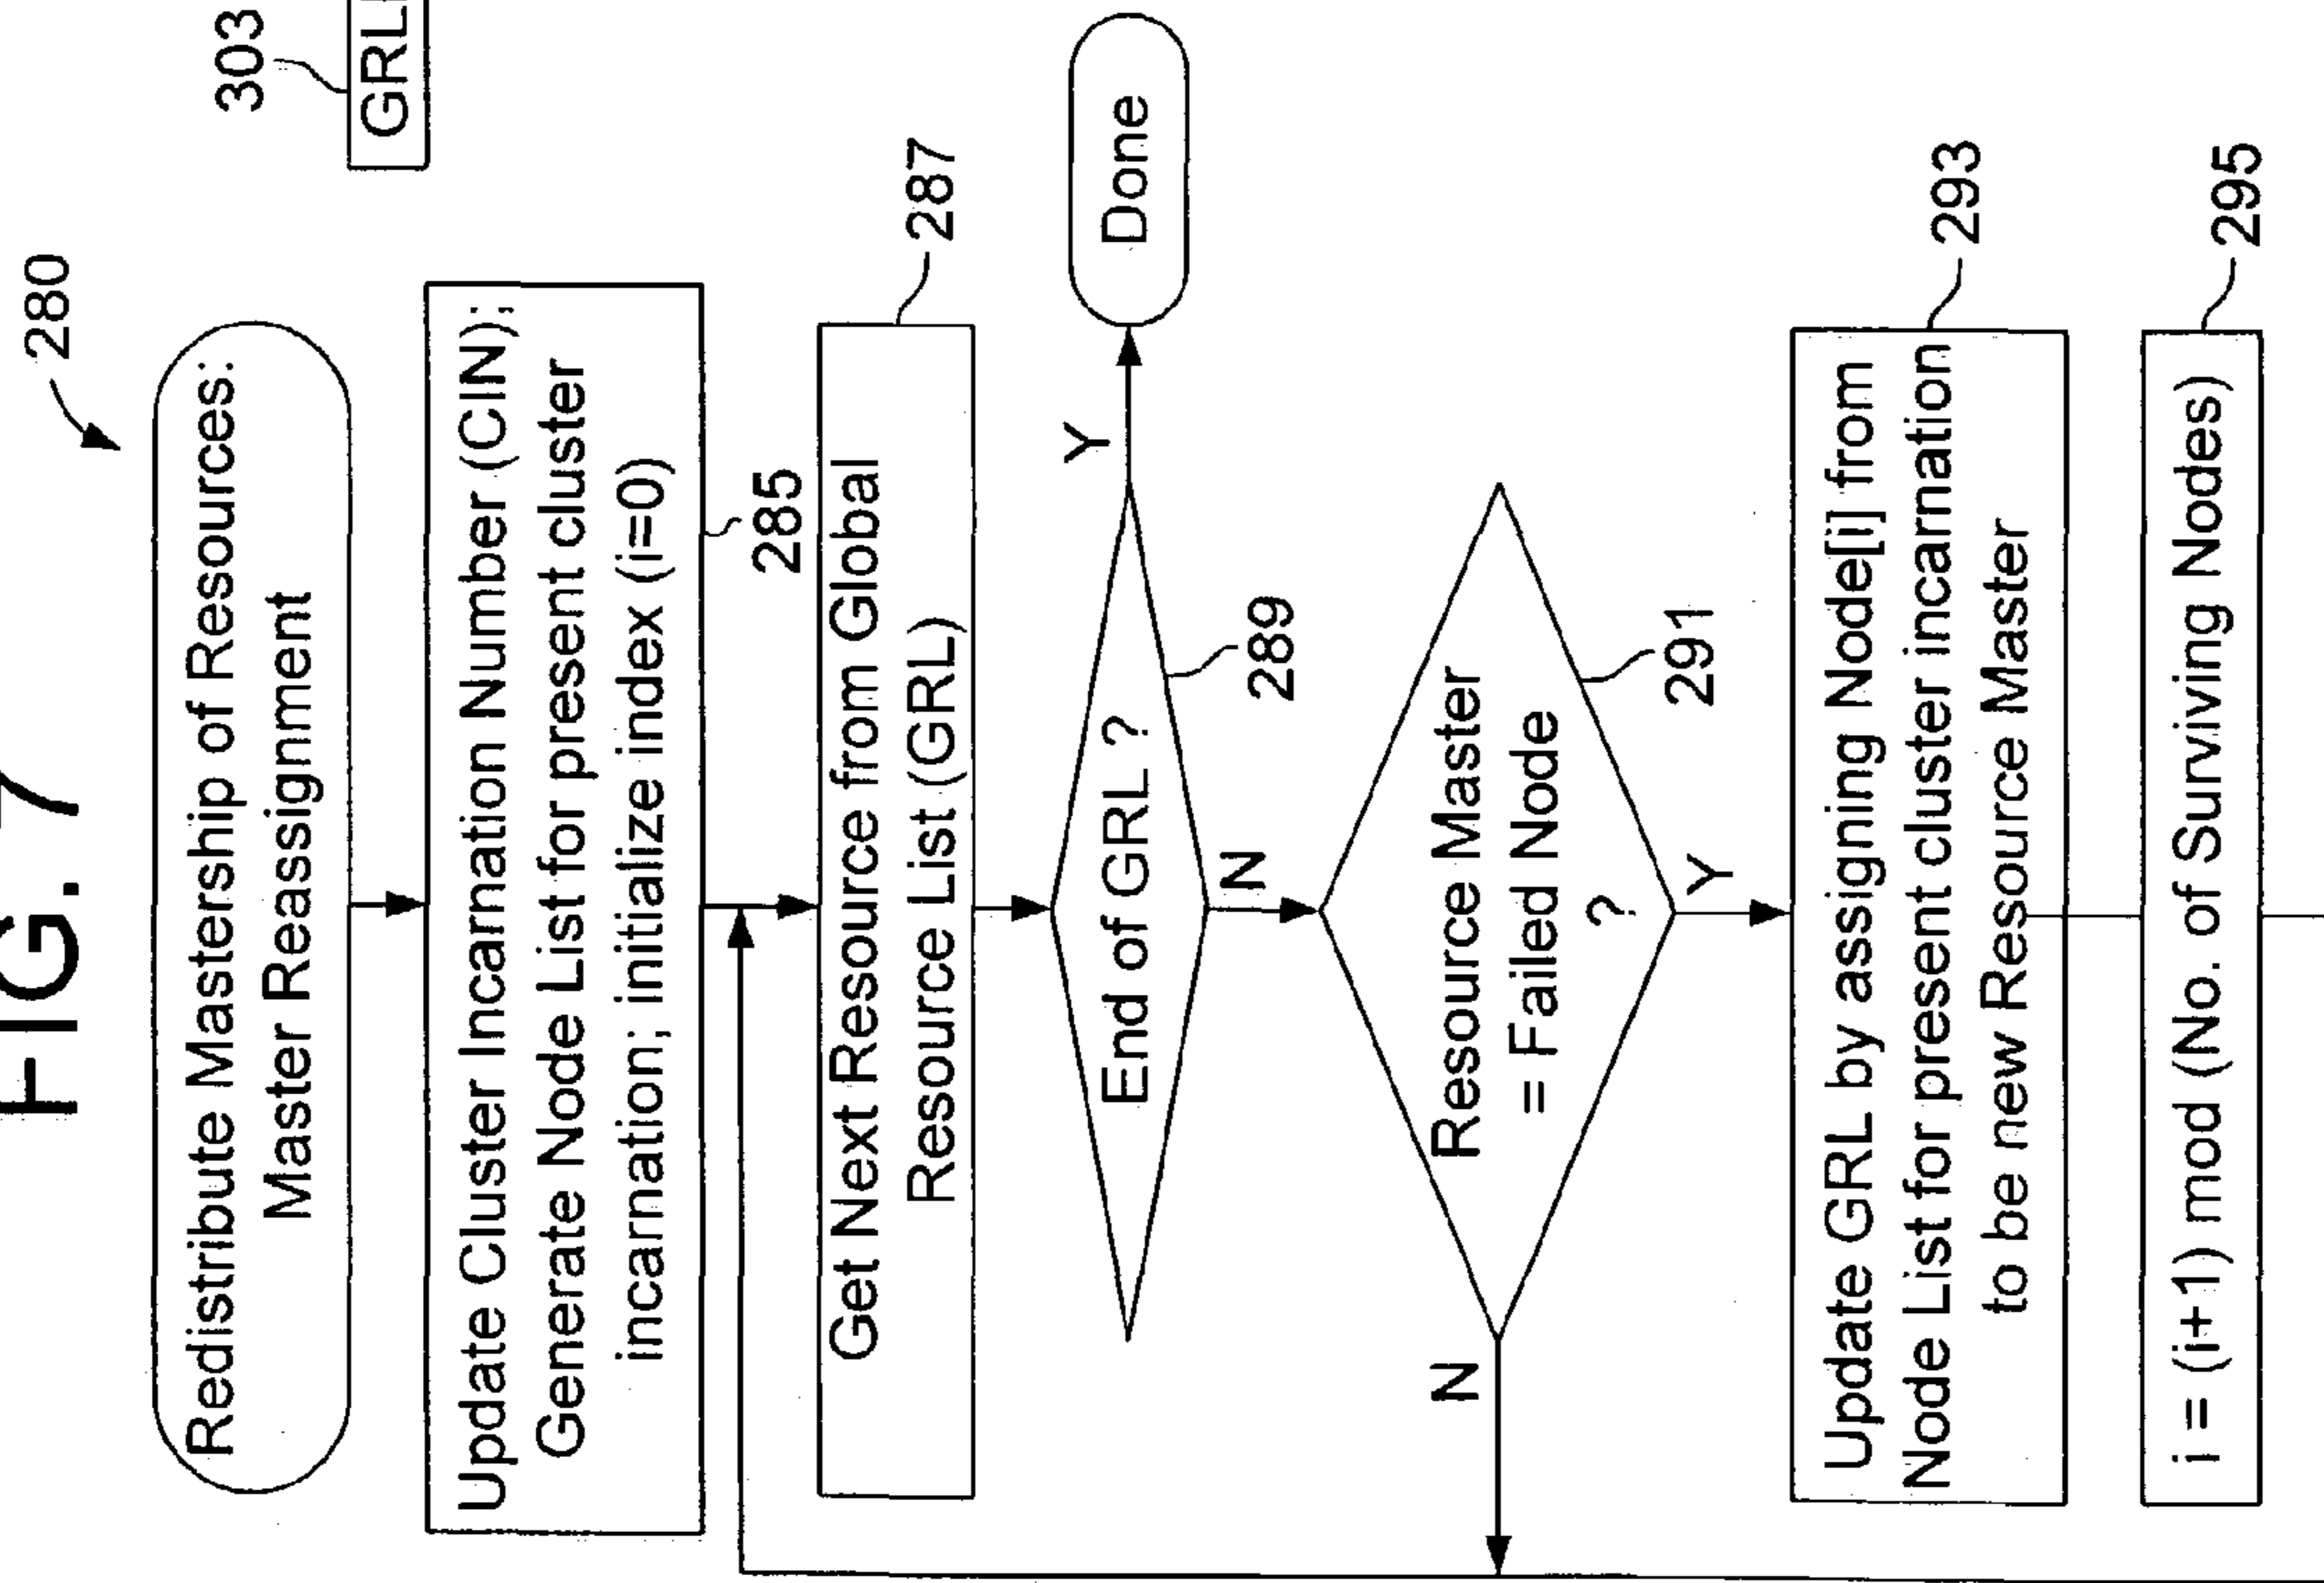 FIG. 7
280
303
GRL
Redistribute Mastership of Resources:
Master Reassignment
Update Cluster Incarnation Number (CIN);
Generate Node List for present cluster
incarnation; initialize index (i=0)
285
Get Next Resource from Global
Resource List (GRL)
287
End of GRL ?
289
Y
Done
N
Resource Master
= Failed Node
?
291
N
Y
Update GRL by assigning Node[i] from
Node List for present cluster incarnation
to be new Resource Master
293
i = (i+1) mod (No. of Surviving Nodes)
295